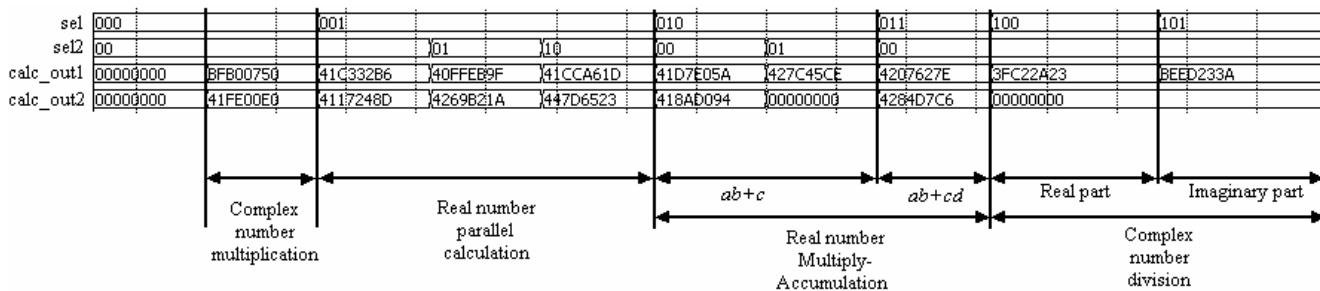 sel 000 001 010 011 100 101
sel2 00 01 10 00 01 00
calc_out1 00000000 BFB00750 41C332B6 40FFEB9F 41CCA61D 41D7E05A 427C45CE 4207627E 3FC22A23 BEED233A
calc_out2 00000000 41FE00E0 4117248D 4269B21A 447D6523 418AD094 00000000 4284D7C6 00000000
Complex number multiplication
Real number parallel calculation
ab+c
ab+cd
Real part
Imaginary part
Real number Multiply-Accumulation
Complex number division